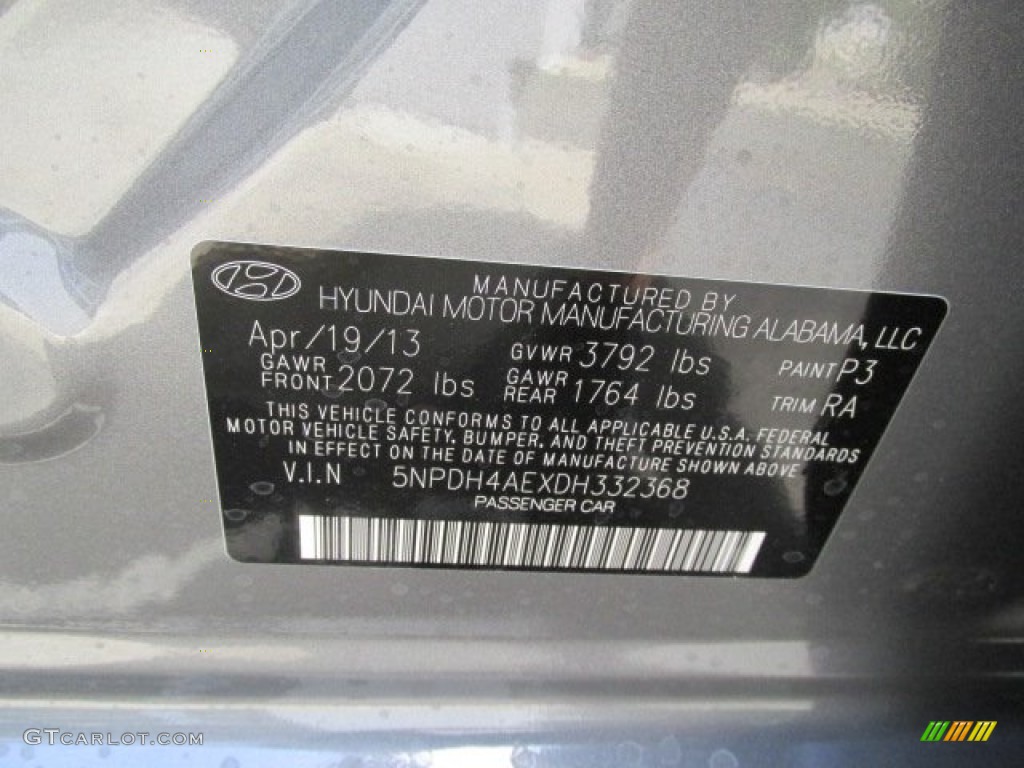 MANUFACTURED BY
HYUNDAI MOTOR MANUFACTURING ALABAMA, LLC
Apr/19/13 GVWR 3792 lbs PAINT P3
GAWR FRONT 2072 lbs GAWR REAR 1764 lbs TRIM RA
THIS VEHICLE CONFORMS TO ALL APPLICABLE U.S.A. FEDERAL
MOTOR VEHICLE SAFETY, BUMPER, AND THEFT PREVENTION STANDARDS
IN EFFECT ON THE DATE OF MANUFACTURE SHOWN ABOVE
V.I.N 5NPDH4AEXDH332368
PASSENGER CAR
GTCARLOT.COM